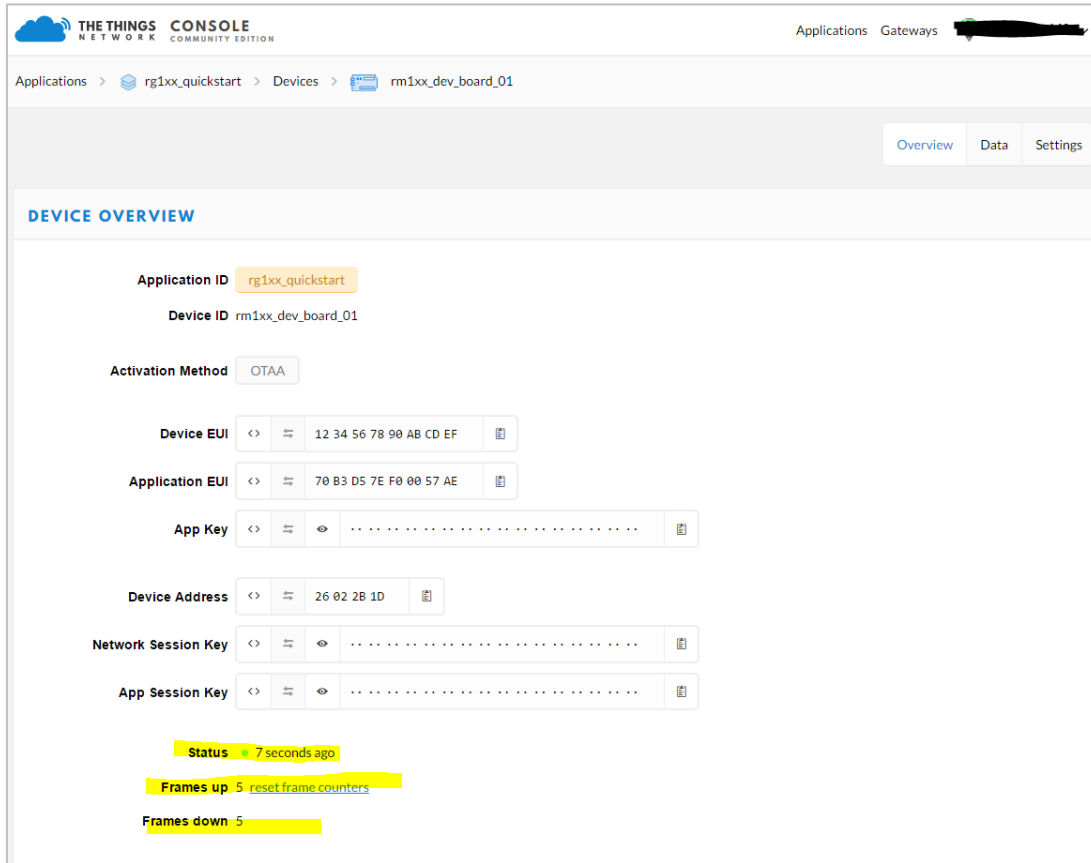 THE THINGS CONSOLE
NETWORK COMMUNITY EDITION
Applications Gateways
Applications > rg1xx_quickstart > Devices > rm1xx_dev_board_01
Overview Data Settings
DEVICE OVERVIEW
Application ID rg1xx_quickstart
Device ID rm1xx_dev_board_01
Activation Method OTAA
Device EUI <> 12 34 56 78 90 AB CD EF
Application EUI <> 70 B3 D5 7E F0 00 57 AE
App Key <> ·· ·· ·· ·· ·· ·· ·· ·· ·· ·· ·· ·· ·· ·· ·· ··
Device Address <> 26 02 2B 1D
Network Session Key <> ·· ·· ·· ·· ·· ·· ·· ·· ·· ·· ·· ·· ·· ·· ·· ··
App Session Key <> ·· ·· ·· ·· ·· ·· ·· ·· ·· ·· ·· ·· ·· ·· ·· ··
Status • 7 seconds ago
Frames up 5 reset frame counters
Frames down 5